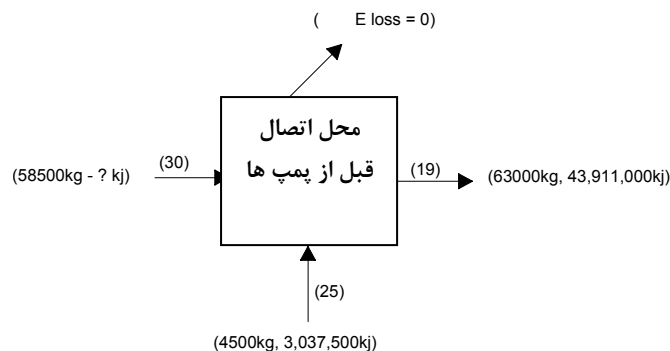 ( E loss = 0)
محل اتصال
قبل از پمپ ها
(58500kg - ? kj)
(30)
(19)
(63000kg, 43,911,000kj)
(25)
(4500kg, 3,037,500kj)